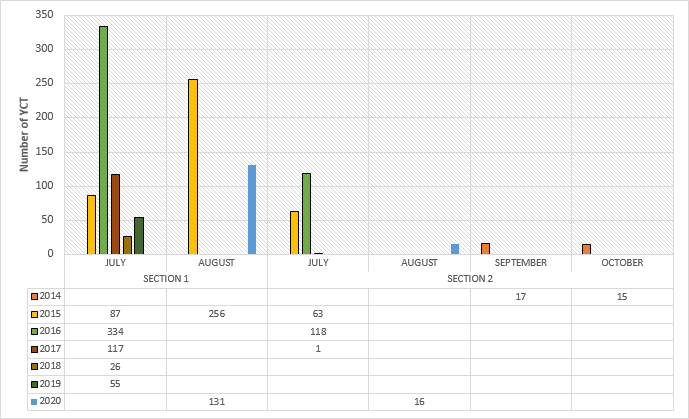 350
300
250
200
150
100
50
0
Number of YCT
JULY AUGUST JULY AUGUST SEPTEMBER OCTOBER
SECTION 1 SECTION 2
2014 17 15
2015 87 256 63
2016 334 118
2017 117 1
2018 26
2019 55
2020 131 16